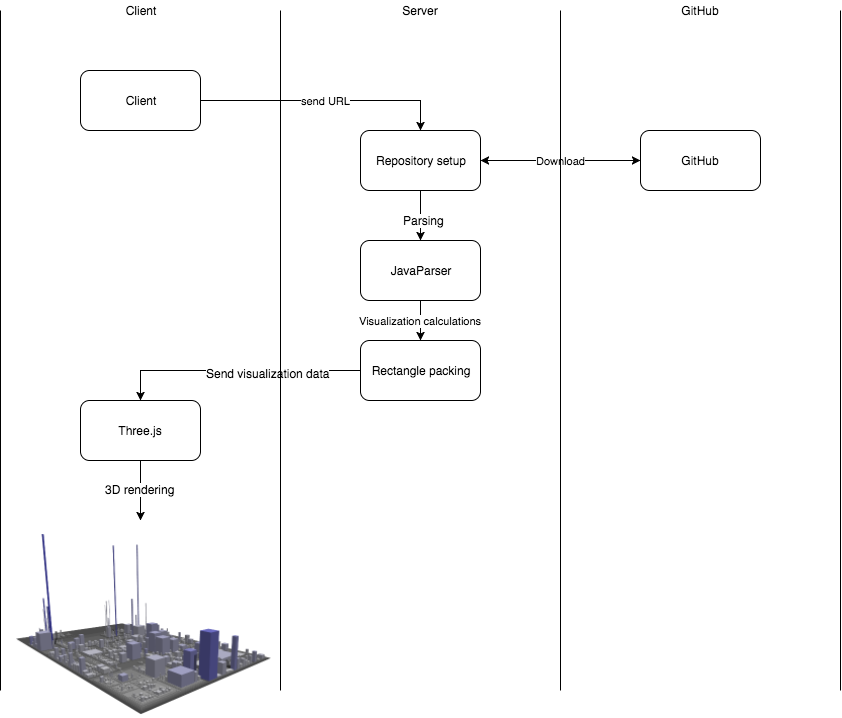 Client
Server
GitHub
Client
send URL
Repository setup
Download
GitHub
Parsing
JavaParser
Visualization calculations
Rectangle packing
Send visualization data
Three.js
3D rendering